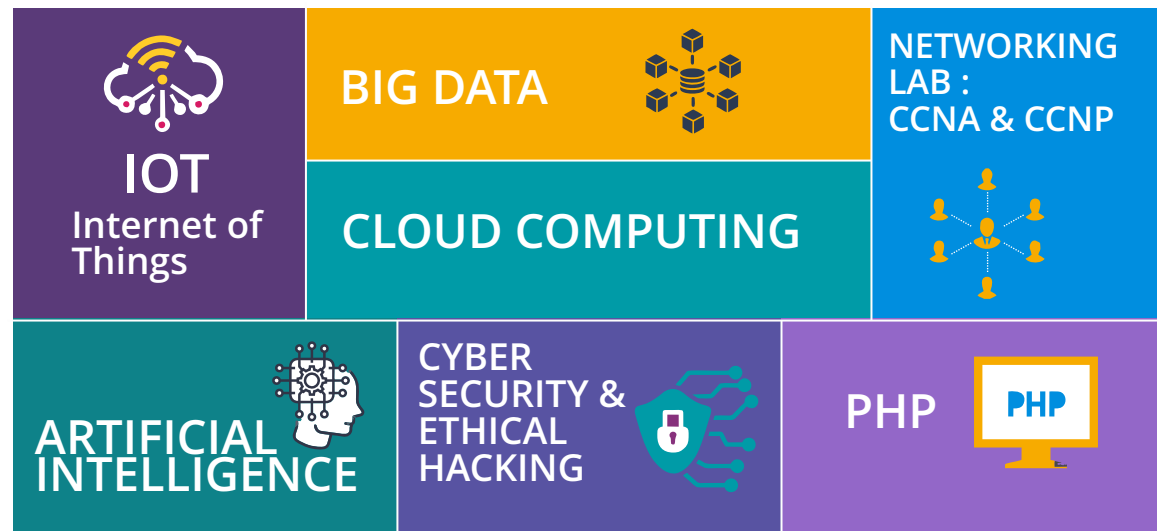 IOT
Internet of
Things
BIG DATA
CLOUD COMPUTING
NETWORKING
LAB :
CCNA & CCNP
ARTIFICIAL
INTELLIGENCE
CYBER
SECURITY &
ETHICAL
HACKING
PHP
PHP